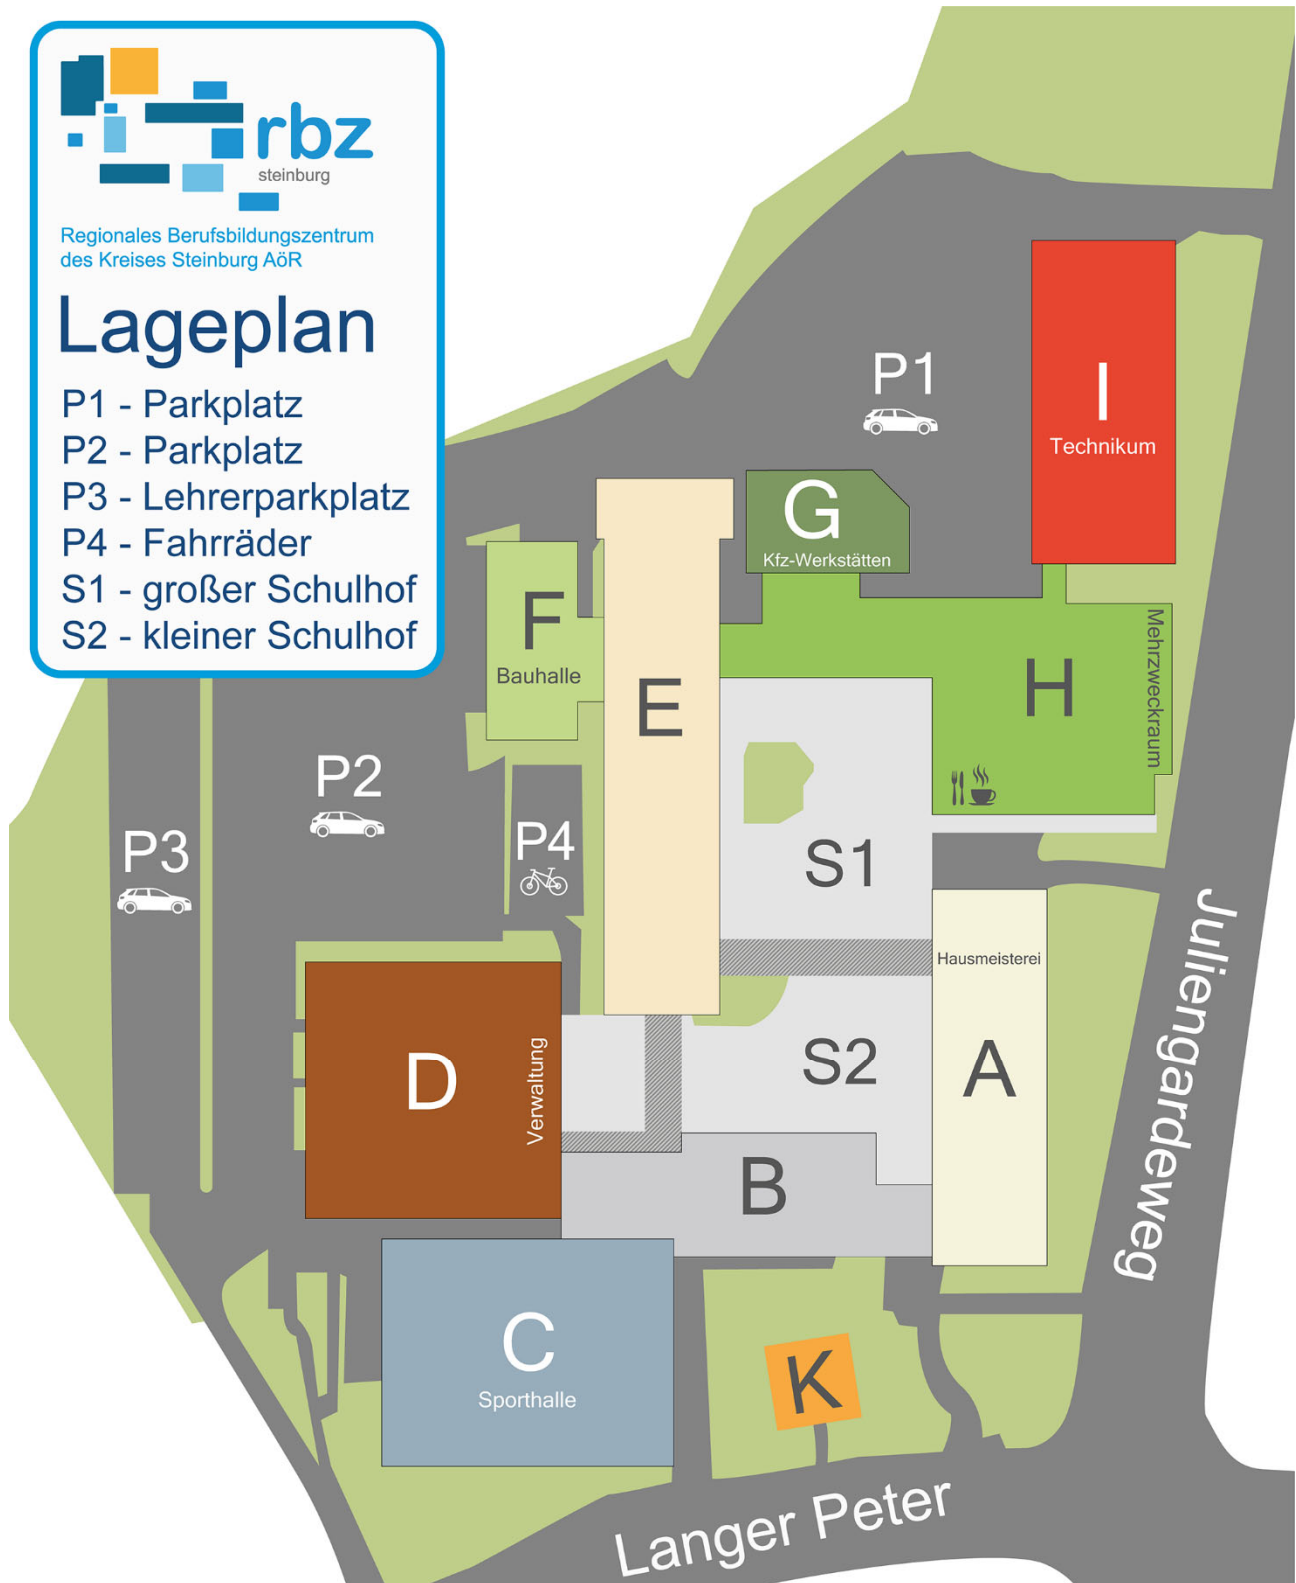 rbz
steinburg
Regionales Berufsbildungszentrum
des Kreises Steinburg AöR
Lageplan
P1 - Parkplatz
P2 - Parkplatz
P3 - Lehrerparkplatz
P4 - Fahrräder
S1 - großer Schulhof
S2 - kleiner Schulhof
P1
I
Technikum
G
Kfz-Werkstätten
F
Bauhalle
E
H
Mehrzweckraum
P2
P3
P4
S1
Hausmeisterei
A
S2
D
Verwaltung
B
C
Sporthalle
K
Juliengardeweg
Langer Peter